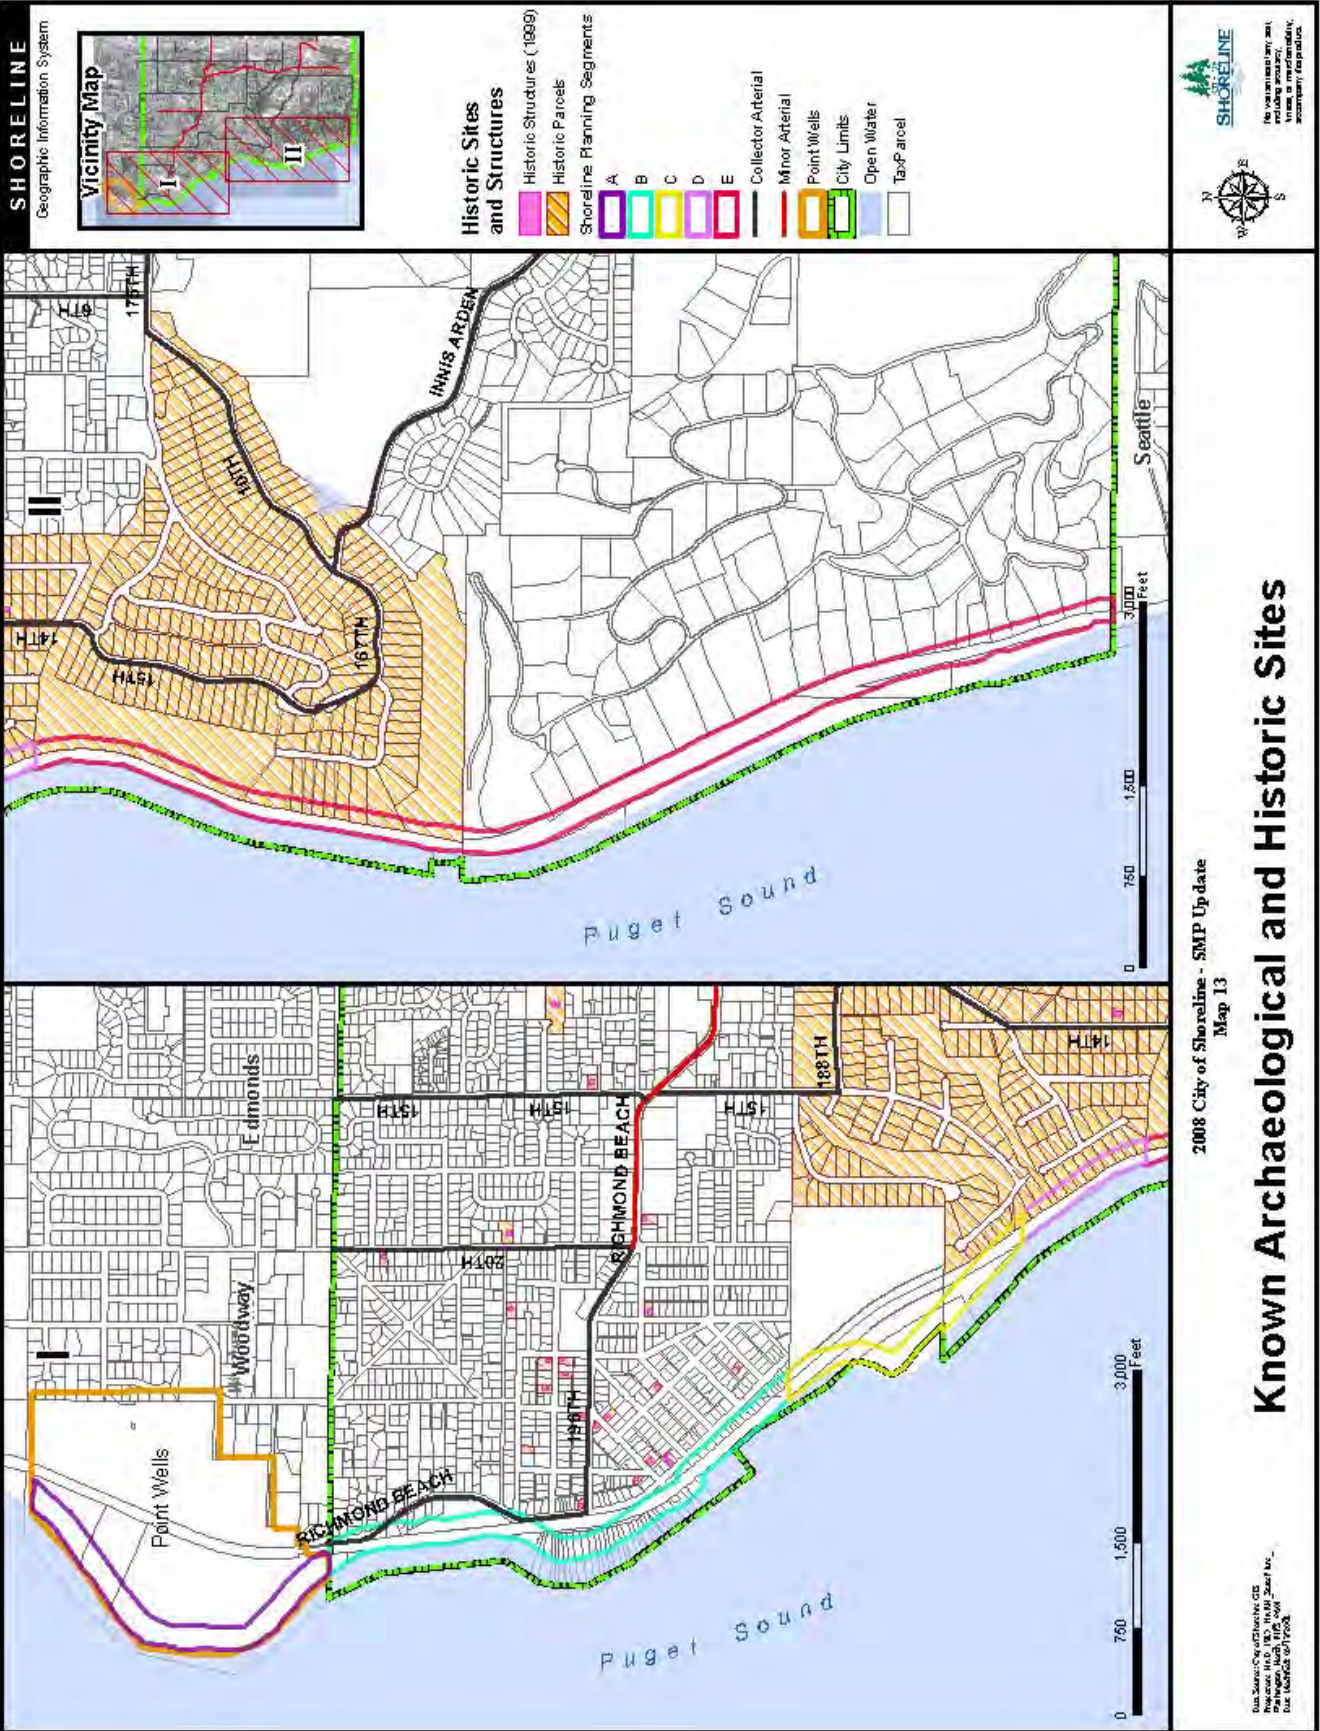 SHORELINE
Geographic Information System
Vicinity Map
I
II
Historic Sites
and Structures
Historic Structures (1999)
Historic Parcels
Shoreline Planning Segments
A
B
C
D
E
Collector Arterial
Minor Arterial
Point Wells
City Limits
Open Water
TaxParcel
I
Edmonds
Woodway
Point Wells
RICHMOND BEACH
15TH
15TH
15TH
20TH
RICHMOND BEACH
196TH
188TH
14TH
Puget Sound
0 750 1,500 3,000
Feet
II
6TH
175TH
10TH
14TH
15TH
167TH
INNIS ARDEN
Seattle
Puget Sound
0 750 1,500 3,000
Feet
2008 City of Shoreline - SMP Update
Map 13
Known Archaeological and Historic Sites
N
W E
S
SHORELINE